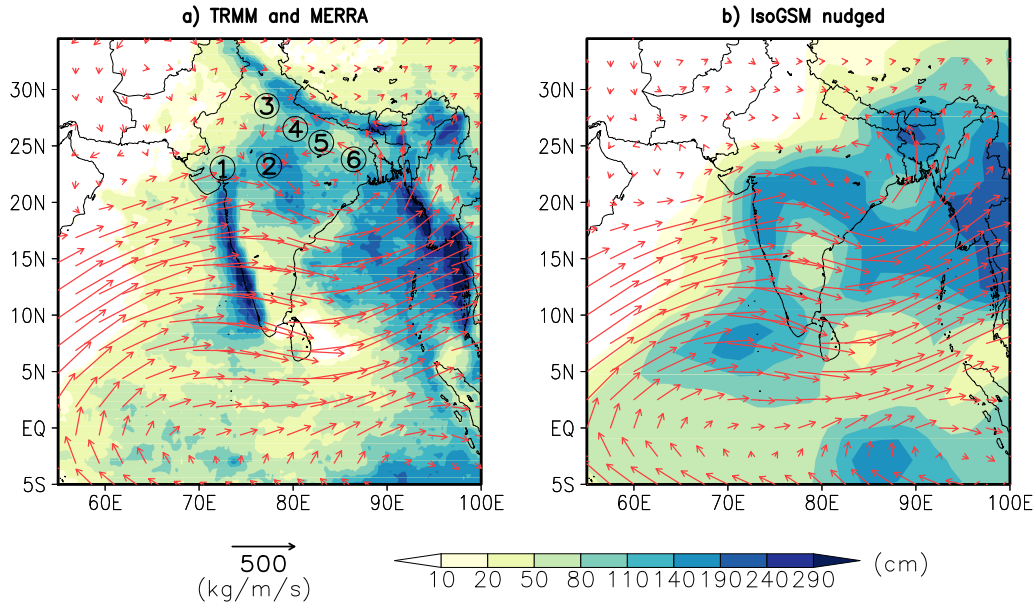 a) TRMM and MERRA
b) IsoGSM nudged
30N
25N
20N
15N
10N
5N
EQ
5S
60E 70E 80E 90E 100E
3
4
5
1
2
6
30N
25N
20N
15N
10N
5N
EQ
5S
60E 70E 80E 90E 100E
500
(kg/m/s)
10 20 50 80 110 140 190 240 290
(cm)